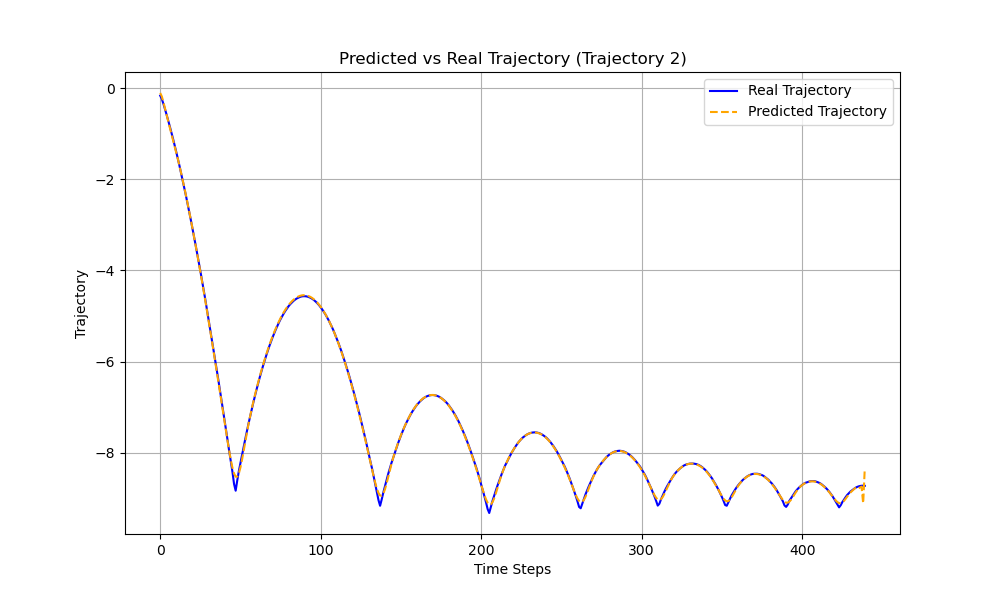 Predicted vs Real Trajectory (Trajectory 2)
Real Trajectory
Predicted Trajectory
Trajectory
0
−2
−4
−6
−8
0 100 200 300 400
Time Steps